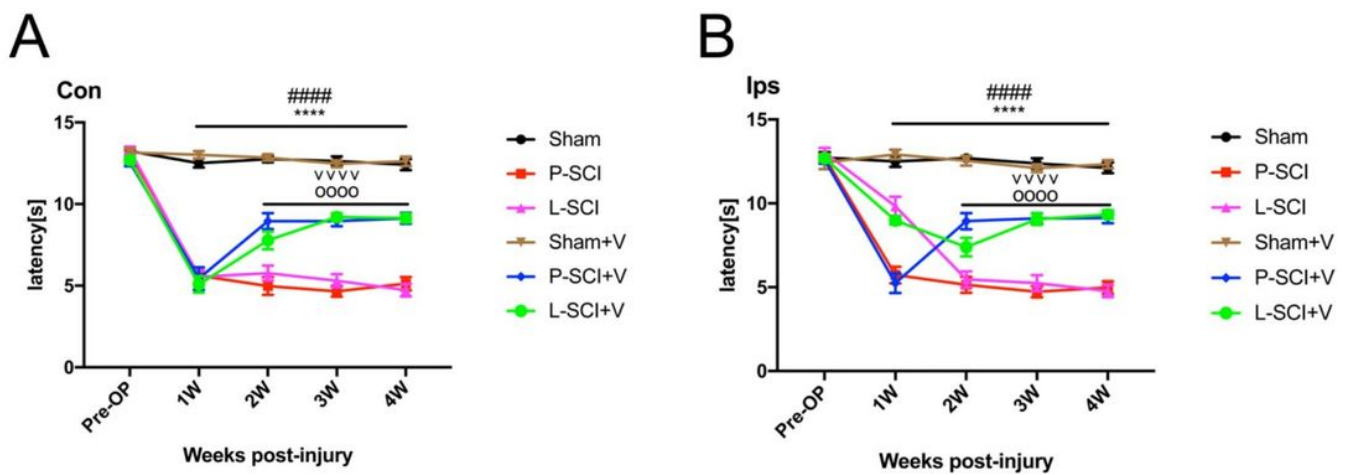 A
Con
####
****
vvvv
oooo
15
10
5
0
latency[s]
Pre-OP
1W
2W
3W
4W
Weeks post-injury
Sham
P-SCI
L-SCI
Sham+V
P-SCI+V
L-SCI+V
B
Ips
####
****
vvvv
oooo
15
10
5
0
latency[s]
Pre-OP
1W
2W
3W
4W
Weeks post-injury
Sham
P-SCI
L-SCI
Sham+V
P-SCI+V
L-SCI+V